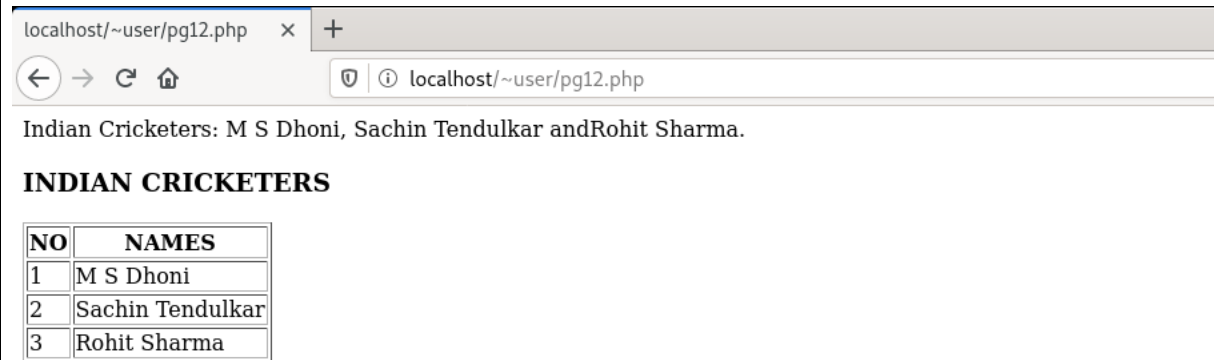 localhost/~user/pg12.php
localhost/~user/pg12.php
Indian Cricketers: M S Dhoni, Sachin Tendulkar andRohit Sharma.
INDIAN CRICKETERS
NO NAMES
1 M S Dhoni
2 Sachin Tendulkar
3 Rohit Sharma